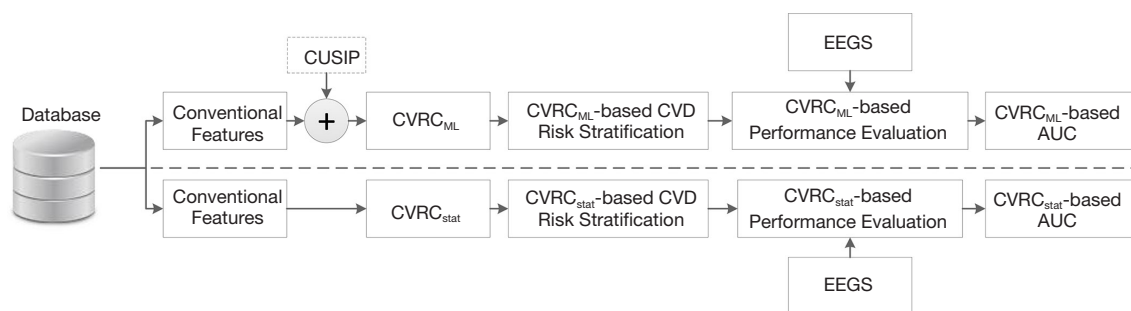 CUSIP
EEGS
Database
Conventional
Features
+
CVRC_ML
CVRC_ML-based CVD
Risk Stratification
CVRC_ML-based
Performance Evaluation
CVRC_ML-based
AUC
Conventional
Features
CVRC_stat
CVRC_stat-based CVD
Risk Stratification
CVRC_stat-based
Performance Evaluation
CVRC_stat-based
AUC
EEGS